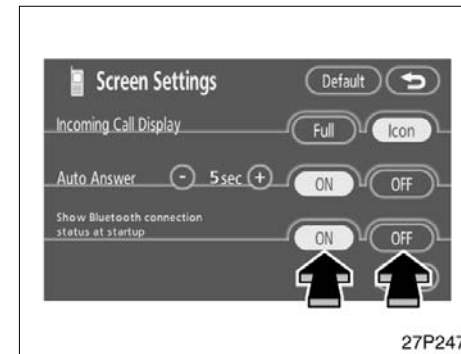 Screen Settings Default
Incoming Call Display Full Icon
Auto Answer - 5sec + ON OFF
Show Bluetooth connection
status at startup ON OFF
27P247